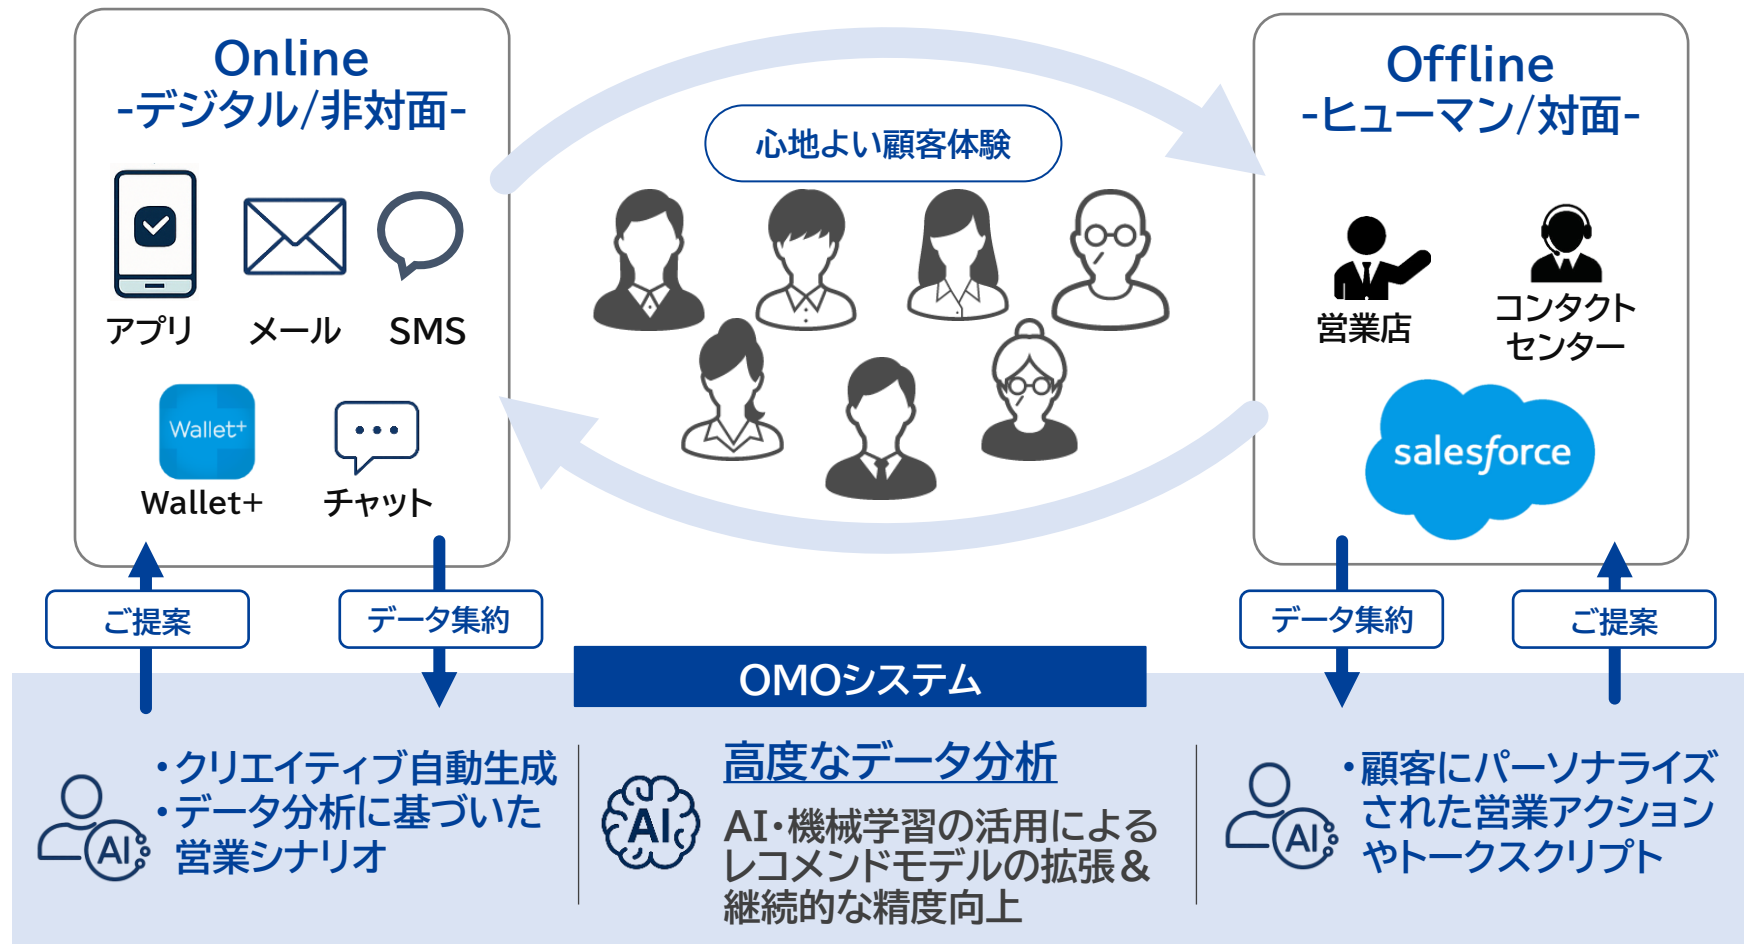 Online
-デジタル/非対面-
アプリ
メール
SMS
Wallet+
Wallet+
チャット
心地よい顧客体験
Offline
-ヒューマン/対面-
営業店
コンタクト
センター
salesforce
ご提案
データ集約
データ集約
ご提案
OMOシステム
・クリエイティブ自動生成
・データ分析に基づいた
営業シナリオ
AI
高度なデータ分析
AI
AI・機械学習の活用による
レコメンドモデルの拡張&
継続的な精度向上
・顧客にパーソナライズ
された営業アクション
やトークスクリプト
AI